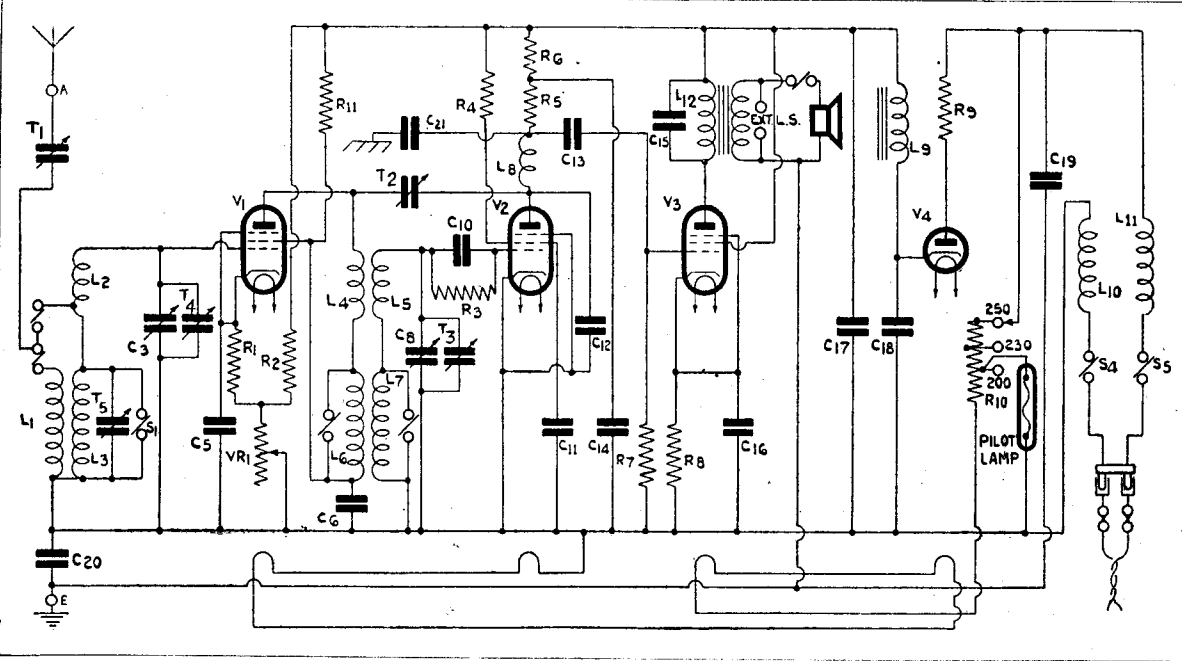 A
T1
R11
R4
R6
R5
C21
C13
L12
C15
EXT. L.S.
L9
R9
C19
L8
T2
V1
V2
V3
V4
C10
L2
L4
L5
R3
L11
L10
T4
C3
R1
R2
C8
T3
C12
C17
C18
250
230
200
R10
S4
S5
L1
T5
S1
L3
C5
VR1
L6
L7
C11
C14
R7
R8
C16
PILOT
LAMP
C6
C20
E